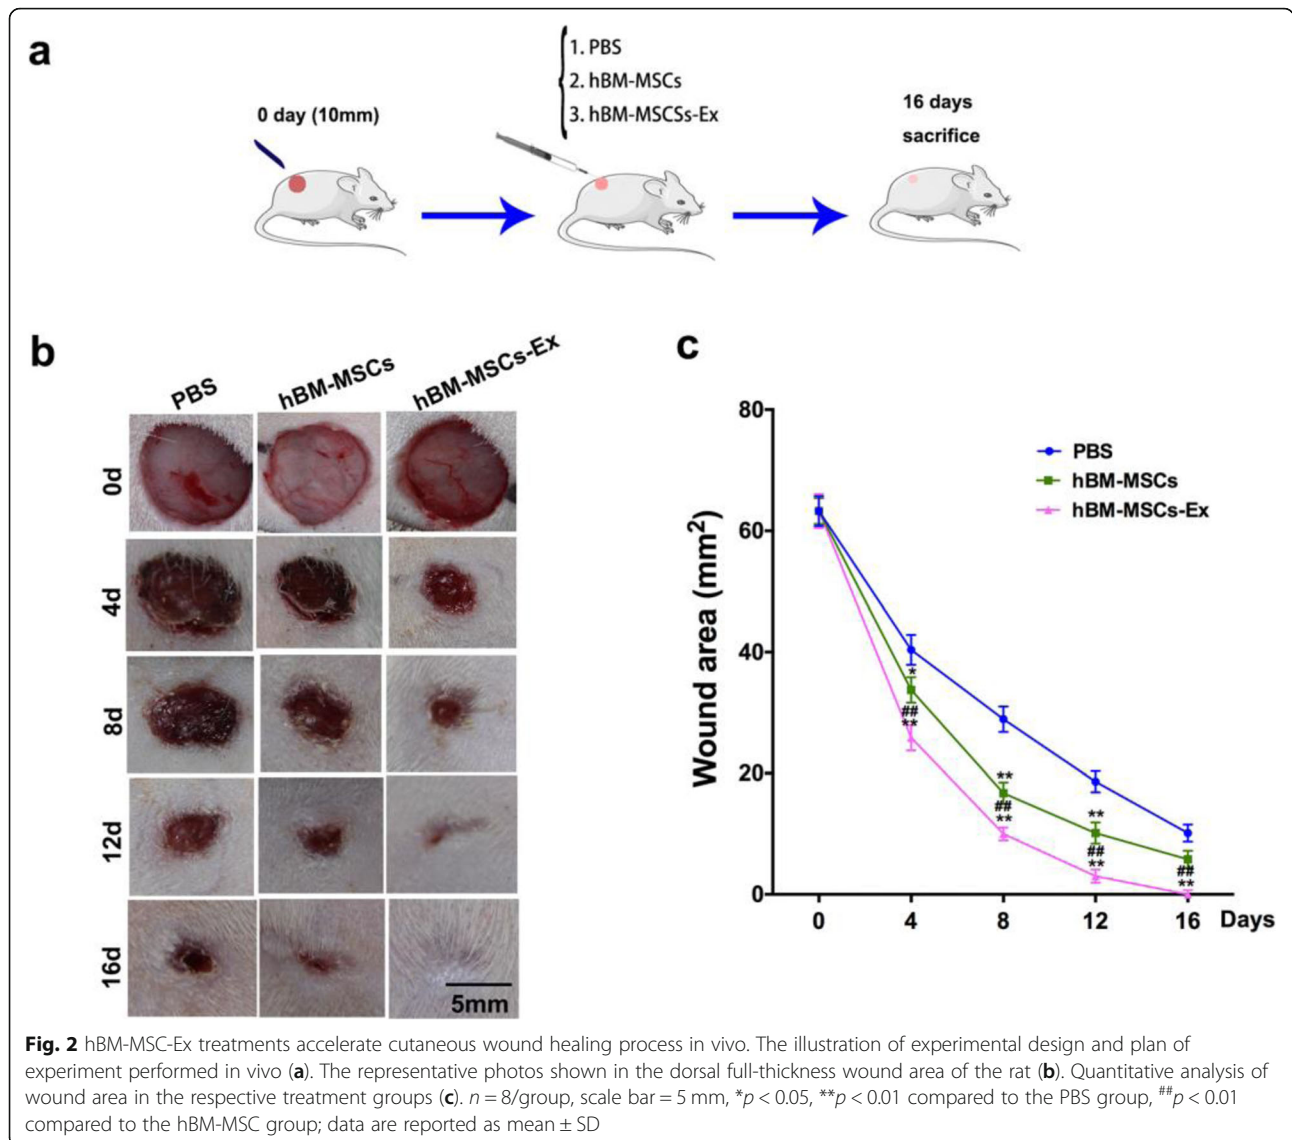 a
0 day (10mm)
1. PBS
2. hBM-MSCs
3. hBM-MSCSs-Ex
16 days
sacrifice
b
PBS
hBM-MSCs
hBM-MSCs-Ex
0d
4d
8d
12d
16d
5mm
c
Wound area (mm²)
80
60
40
20
0
PBS
hBM-MSCs
hBM-MSCs-Ex
*
##
**
**
##
**
**
##
**
##
**
0 4 8 12 16 Days
Fig. 2 hBM-MSC-Ex treatments accelerate cutaneous wound healing process in vivo. The illustration of experimental design and plan of
experiment performed in vivo (a). The representative photos shown in the dorsal full-thickness wound area of the rat (b). Quantitative analysis of
wound area in the respective treatment groups (c). n = 8/group, scale bar = 5 mm, *p < 0.05, **p < 0.01 compared to the PBS group, ##p < 0.01
compared to the hBM-MSC group; data are reported as mean ± SD